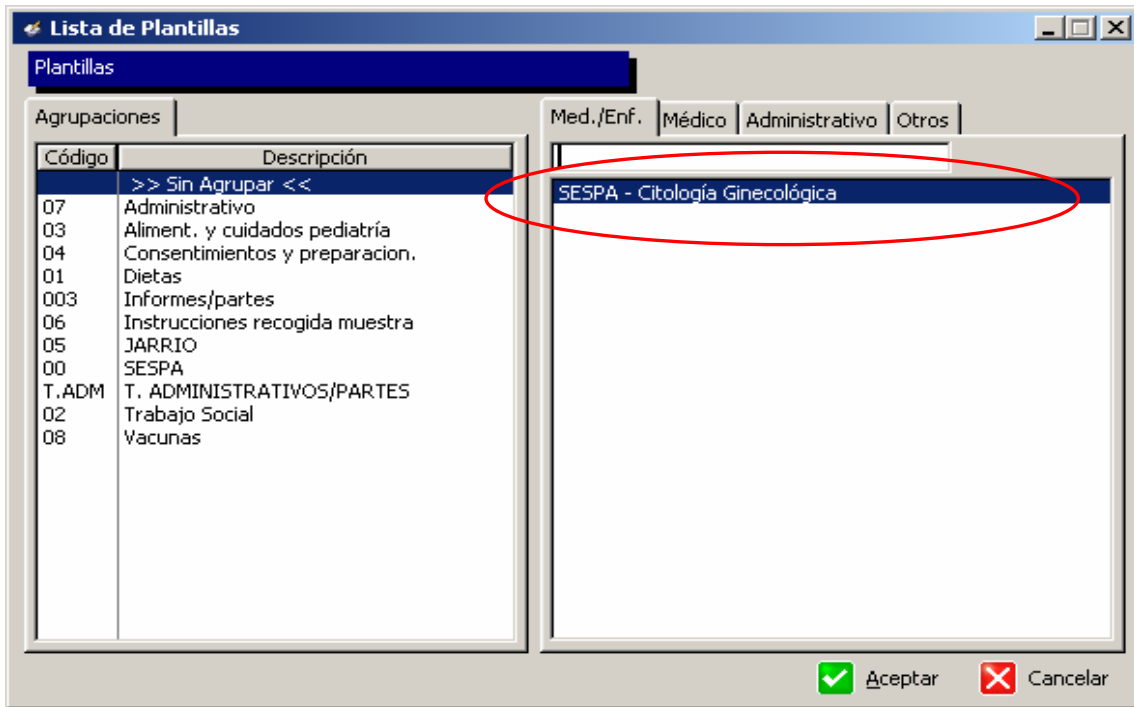 Lista de Plantillas
Plantillas
Agrupaciones
Código Descripción
>> Sin Agrupar <<
07 Administrativo
03 Aliment. y cuidados pediatría
04 Consentimientos y preparacion.
01 Dietas
003 Informes/partes
06 Instrucciones recogida muestra
05 JARRIO
00 SESPA
T.ADM T. ADMINISTRATIVOS/PARTES
02 Trabajo Social
08 Vacunas
Med./Enf. Médico Administrativo Otros
SESPA - Citología Ginecológica
Aceptar Cancelar